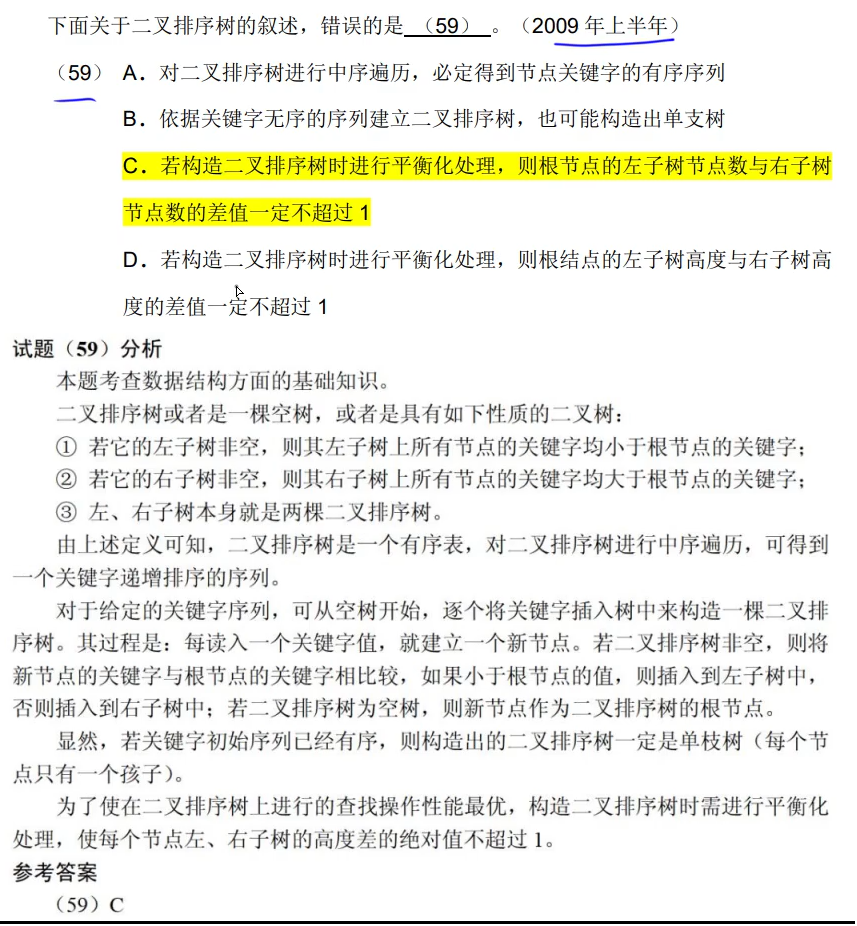 下面关于二叉排序树的叙述，错误的是 （59） 。（2009 年上半年）
（59） A．对二叉排序树进行中序遍历，必定得到节点关键字的有序序列
B．依据关键字无序的序列建立二叉排序树，也可能构造出单支树
C．若构造二叉排序树时进行平衡化处理，则根节点的左子树节点数与右子树
节点数的差值一定不超过 1
D．若构造二叉排序树时进行平衡化处理，则根结点的左子树高度与右子树高
度的差值一定不超过 1
试题（59）分析
本题考查数据结构方面的基础知识。
二叉排序树或者是一棵空树，或者是具有如下性质的二叉树：
① 若它的左子树非空，则其左子树上所有节点的关键字均小于根节点的关键字；
② 若它的右子树非空，则其右子树上所有节点的关键字均大于根节点的关键字；
③ 左、右子树本身就是两棵二叉排序树。
由上述定义可知，二叉排序树是一个有序表，对二叉排序树进行中序遍历，可得到
一个关键字递增排序的序列。
对于给定的关键字序列，可从空树开始，逐个将关键字插入树中来构造一棵二叉排
序树。其过程是：每读入一个关键字值，就建立一个新节点。若二叉排序树非空，则将
新节点的关键字与根节点的关键字相比较，如果小于根节点的值，则插入到左子树中，
否则插入到右子树中；若二叉排序树为空树，则新节点作为二叉排序树的根节点。
显然，若关键字初始序列已经有序，则构造出的二叉排序树一定是单枝树（每个节
点只有一个孩子）。
为了使在二叉排序树上进行的查找操作性能最优，构造二叉排序树时需进行平衡化
处理，使每个节点左、右子树的高度差的绝对值不超过 1。
参考答案
（59）C